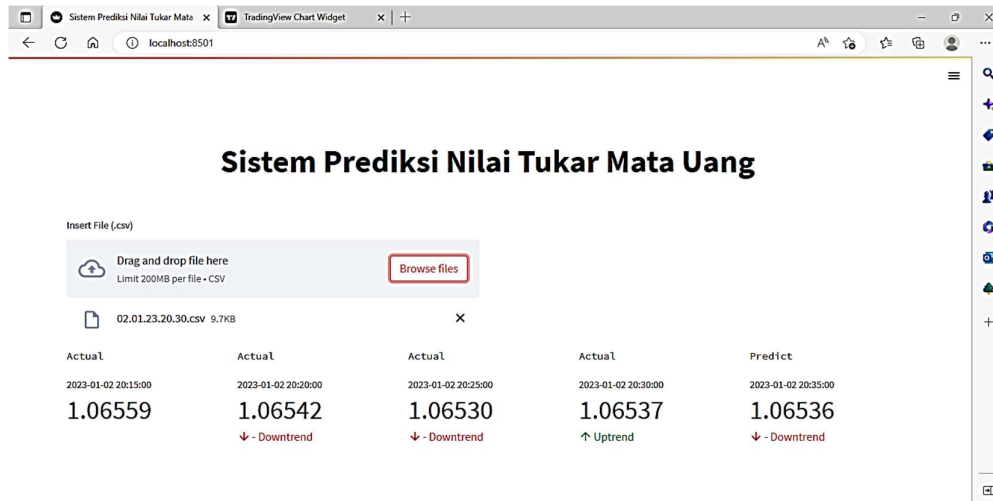 Sistem Prediksi Nilai Tukar Mata
TradingView Chart Widget
localhost:8501
Sistem Prediksi Nilai Tukar Mata Uang
Insert File (.csv)
Drag and drop file here
Limit 200MB per file • CSV
Browse files
02.01.23.20.30.csv 9.7KB
Actual Actual Actual Actual Predict
2023-01-02 20:15:00 2023-01-02 20:20:00 2023-01-02 20:25:00 2023-01-02 20:30:00 2023-01-02 20:35:00
1.06559 1.06542 1.06530 1.06537 1.06536
↓ - Downtrend ↓ - Downtrend ↑ Uptrend ↓ - Downtrend